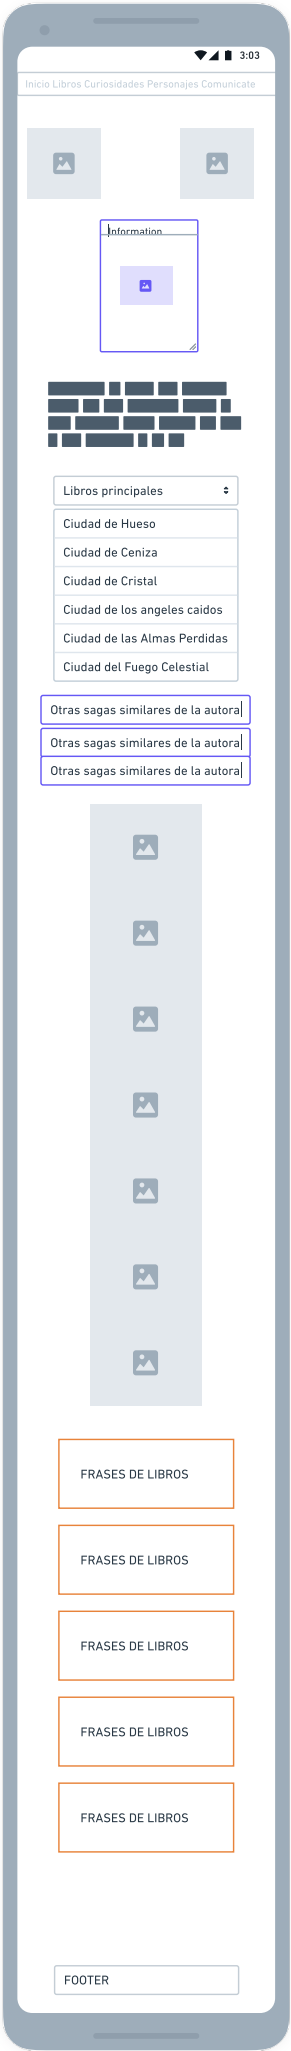 3:03
Inicio Libros Curiosidades Personajes Comunicate
Information
Libros principales
Ciudad de Hueso
Ciudad de Ceniza
Ciudad de Cristal
Ciudad de los angeles caidos
Ciudad de las Almas Perdidas
Ciudad del Fuego Celestial
Otras sagas similares de la autora
Otras sagas similares de la autora
Otras sagas similares de la autora
FRASES DE LIBROS
FRASES DE LIBROS
FRASES DE LIBROS
FRASES DE LIBROS
FRASES DE LIBROS
FOOTER